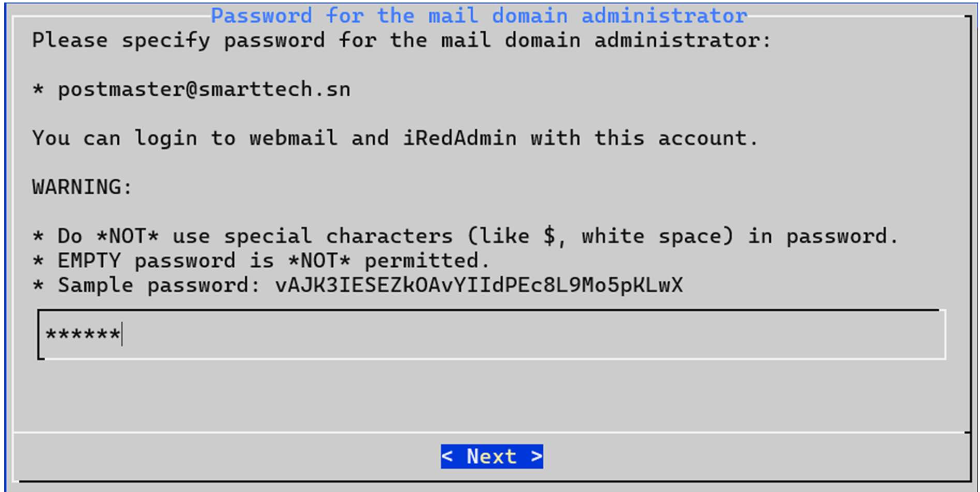 Password for the mail domain administrator
Please specify password for the mail domain administrator:
* postmaster@smarttech.sn
You can login to webmail and iRedAdmin with this account.
WARNING:
* Do *NOT* use special characters (like $, white space) in password.
* EMPTY password is *NOT* permitted.
* Sample password: vAJK3IESEZkOAvYIIdPEc8L9Mo5pKLwX
******
< Next >